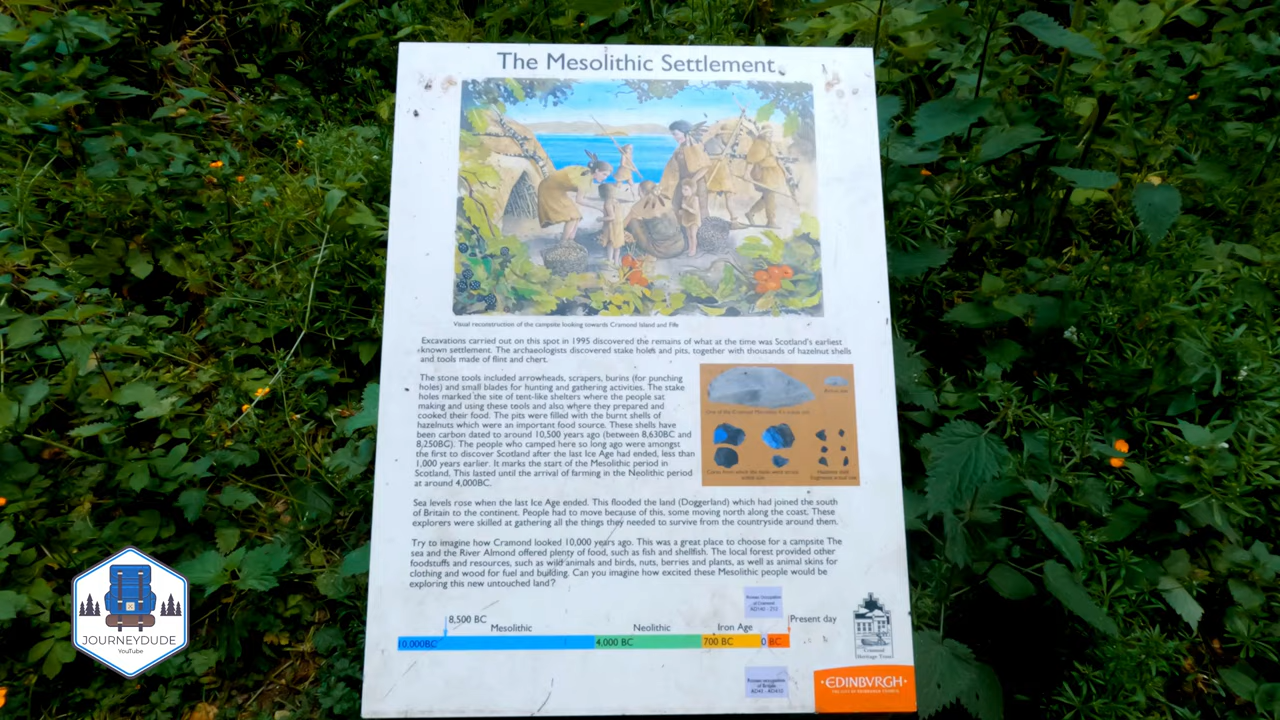 The Mesolithic Settlement
Visual reconstruction of the campsite looking towards Cramond Island and Fife
Excavations carried out on this spot in 1995 discovered the remains of what at the time was Scotland's earliest
known settlement. The archaeologists discovered stake holes and pits, together with thousands of hazelnut shells
and tools made of flint and chert.
The stone tools included arrowheads, scrapers, burins (for punching
holes) and small blades for hunting and gathering activities. The stake
holes marked the site of tent-like shelters where the people sat
making and using these tools and also where they prepared and
cooked their food. The pits were filled with the burnt shells of
hazelnuts which were an important food source. These shells have
been carbon dated to around 10,500 years ago (between 8,630BC and
8,250BC). The people who camped here so long ago were amongst
the first to discover Scotland after the last Ice Age had ended, less than
1,000 years earlier. It marks the start of the Mesolithic period in
Scotland. This lasted until the arrival of farming in the Neolithic period
at around 4,000BC.
Sea levels rose when the last Ice Age ended. This flooded the land (Doggerland) which had joined the south
of Britain to the continent. People had to move because of this, some moving north along the coast. These
explorers were skilled at gathering all the things they needed to survive from the countryside around them.
Try to imagine how Cramond looked 10,000 years ago. This was a great place to choose for a campsite The
sea and the River Almond offered plenty of food, such as fish and shellfish. The local forest provided other
foodstuffs and resources, such as wild animals and birds, nuts, berries and plants, as well as animal skins for
clothing and wood for fuel and building. Can you imagine how excited these Mesolithic people would be
exploring this new untouched land?
8,500 BC
Mesolithic
Neolithic
Iron Age
Present day
10,000BC
4,000 BC
700 BC
0 BC
Cramond
Heritage Trust
EDINBVRGH
THE CITY OF EDINBURGH COUNCIL
JOURNEYDUDE
YouTube